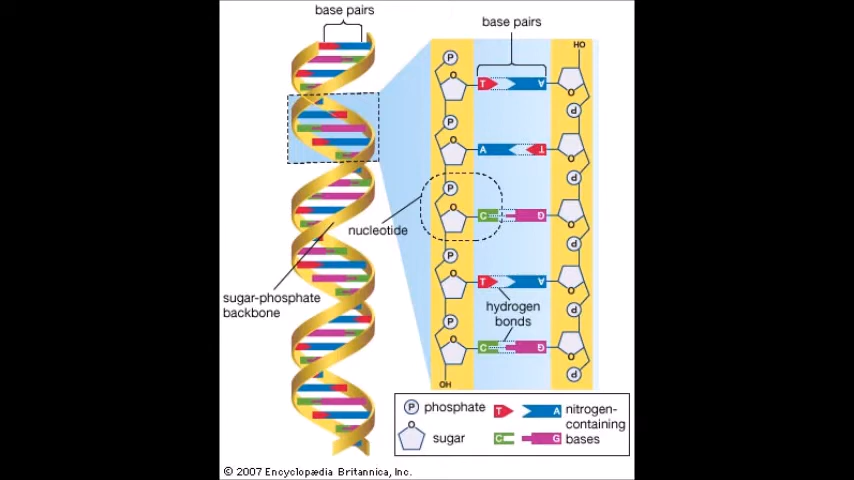 base pairs
base pairs
HO
P
O
T A
O
P
P
O
A T
O
P
P
O
C G
O
nucleotide
P
P
O
T A
O
sugar-phosphate
backbone
hydrogen
bonds
P
P
O
C G
O
P
OH
P phosphate
T A
nitrogen-
containing
bases
O
sugar
C G
© 2007 Encyclopædia Britannica, Inc.